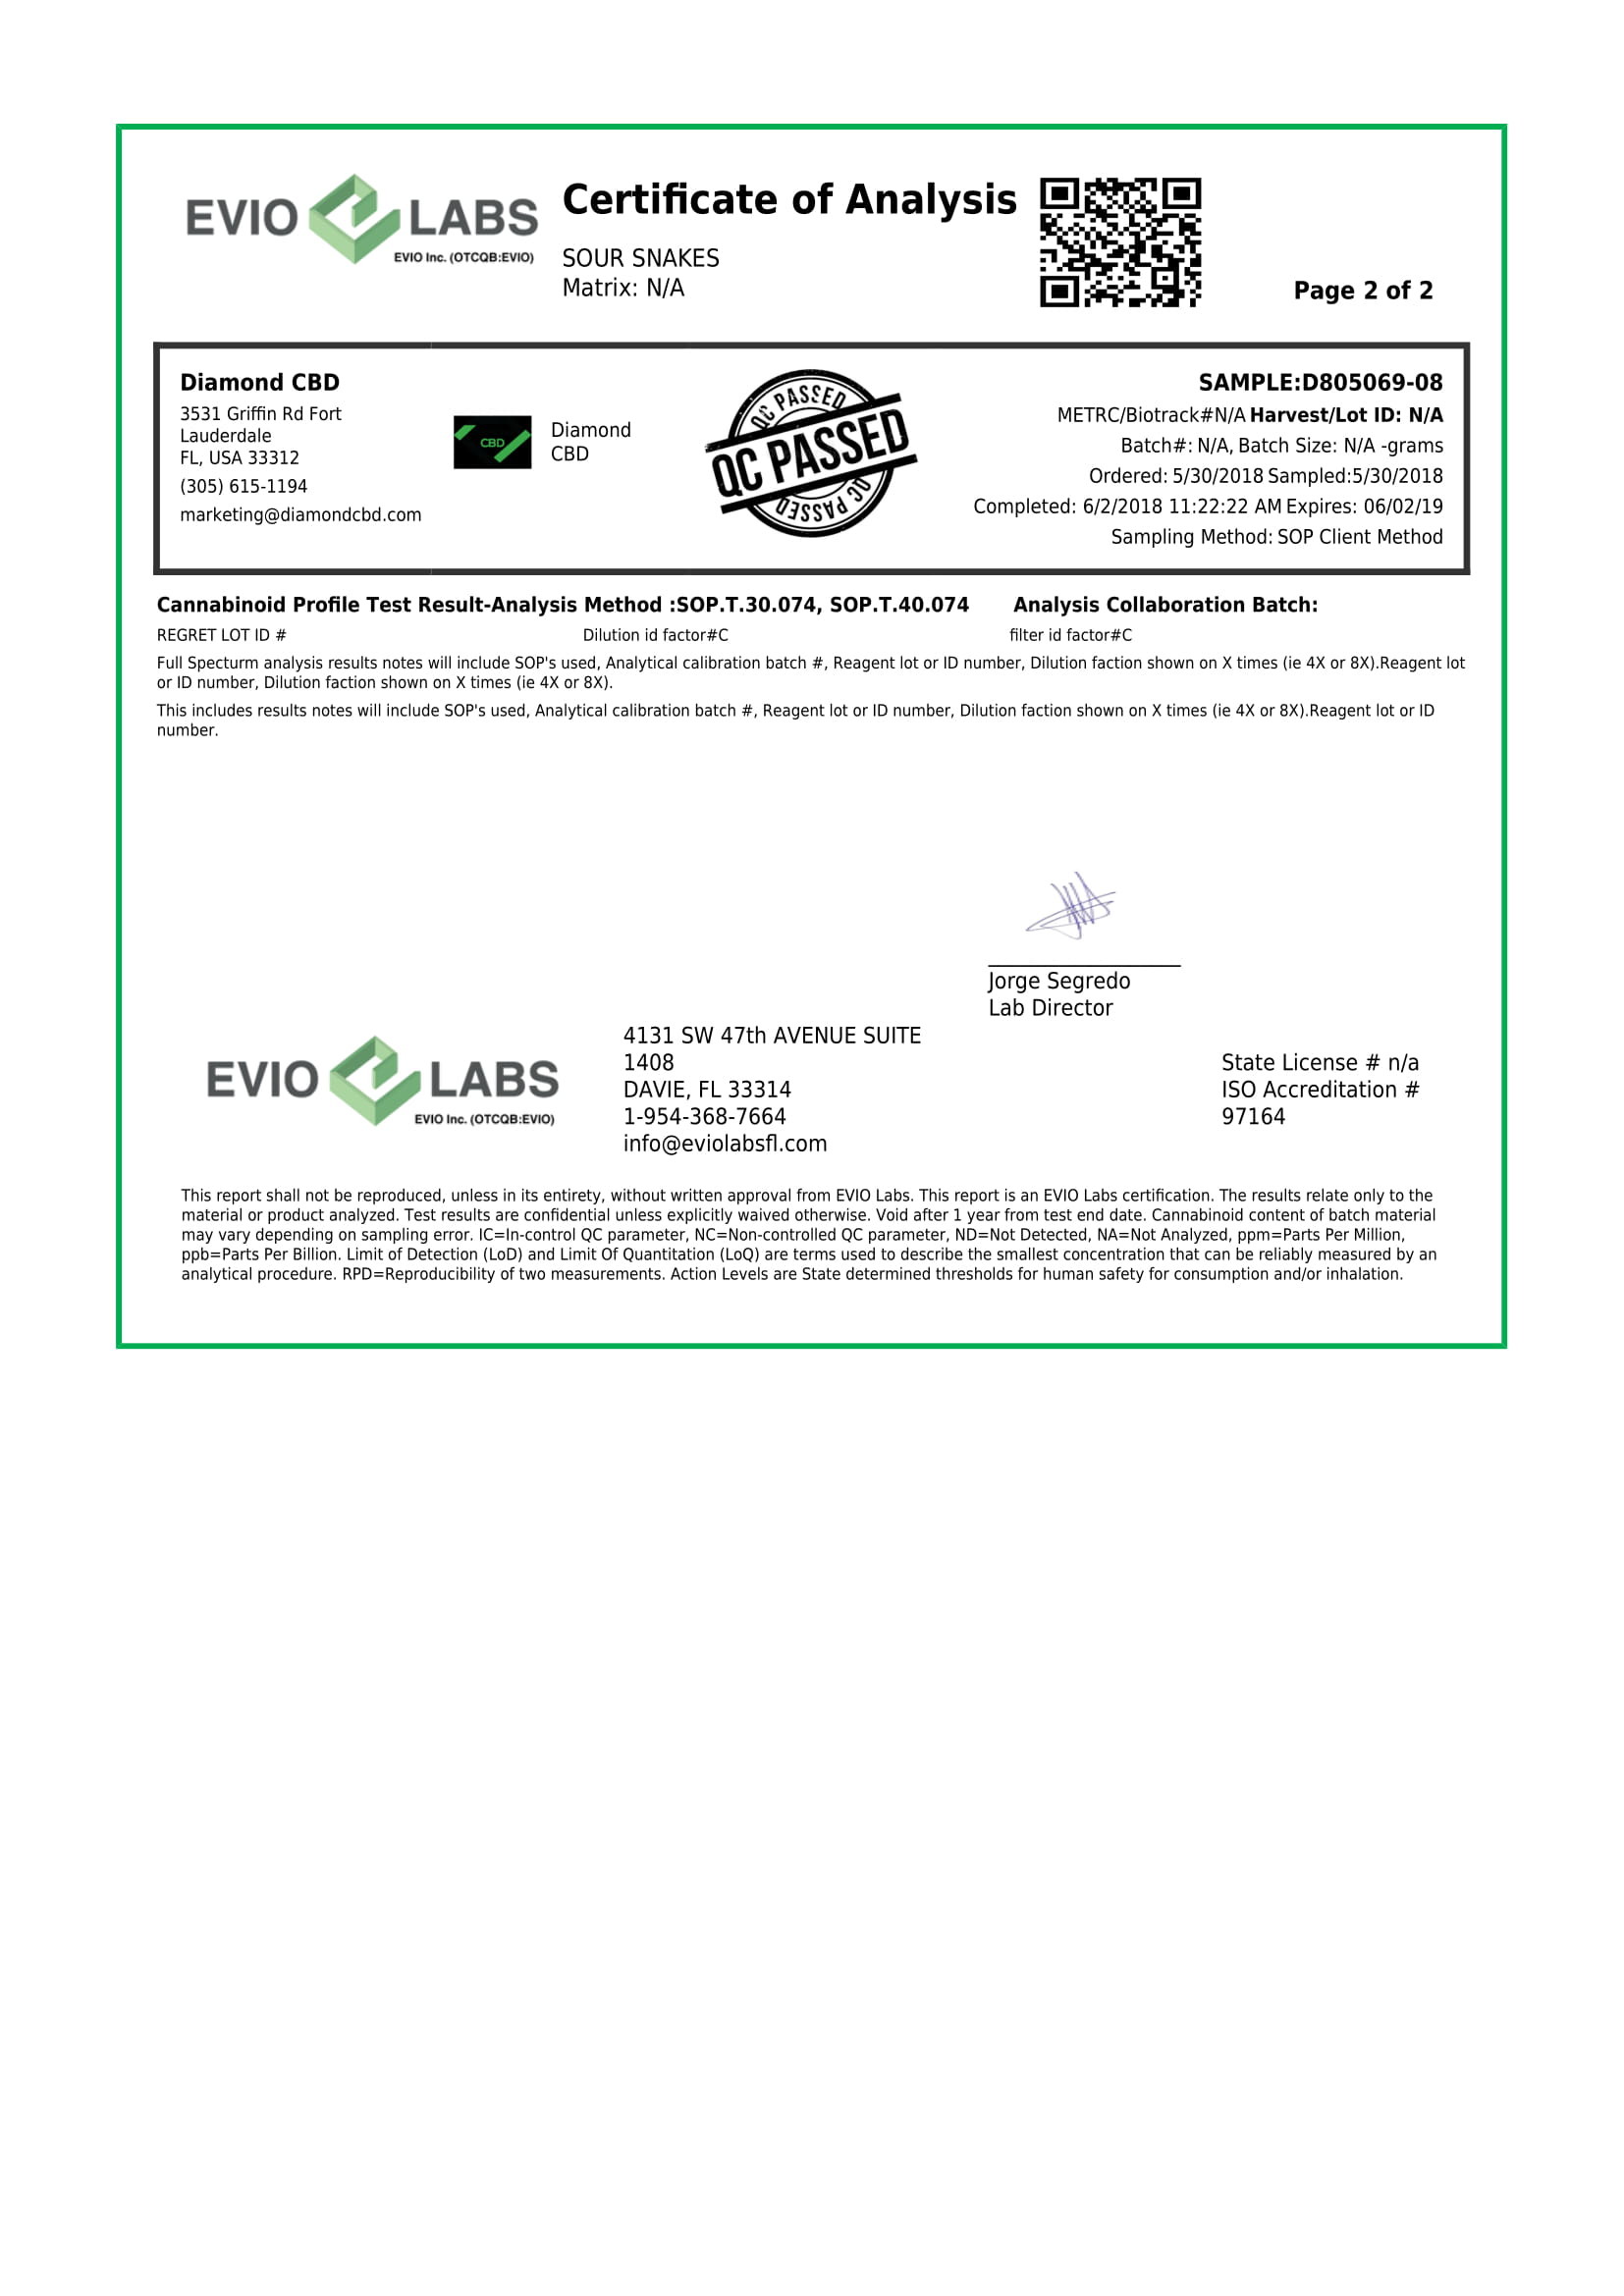 EVIO LABS
EVIO Inc. (OTCQB:EVIO)
Certificate of Analysis
SOUR SNAKES
Matrix: N/A
Page 2 of 2
Diamond CBD
3531 Griffin Rd Fort
Lauderdale
FL, USA 33312
(305) 615-1194
marketing@diamondcbd.com
CBD
Diamond
CBD
QC PASSED
QC PASSED
QC PASSED
SAMPLE:D805069-08
METRC/Biotrack#N/A Harvest/Lot ID: N/A
Batch#: N/A, Batch Size: N/A -grams
Ordered: 5/30/2018 Sampled:5/30/2018
Completed: 6/2/2018 11:22:22 AM Expires: 06/02/19
Sampling Method: SOP Client Method
Cannabinoid Profile Test Result-Analysis Method :SOP.T.30.074, SOP.T.40.074 Analysis Collaboration Batch:
REGRET LOT ID # Dilution id factor#C filter id factor#C
Full Specturm analysis results notes will include SOP's used, Analytical calibration batch #, Reagent lot or ID number, Dilution faction shown on X times (ie 4X or 8X).Reagent lot
or ID number, Dilution faction shown on X times (ie 4X or 8X).
This includes results notes will include SOP's used, Analytical calibration batch #, Reagent lot or ID number, Dilution faction shown on X times (ie 4X or 8X).Reagent lot or ID
number.
Jorge Segredo
Lab Director
EVIO LABS
EVIO Inc. (OTCQB:EVIO)
4131 SW 47th AVENUE SUITE
1408
DAVIE, FL 33314
1-954-368-7664
info@eviolabsfl.com
State License # n/a
ISO Accreditation #
97164
This report shall not be reproduced, unless in its entirety, without written approval from EVIO Labs. This report is an EVIO Labs certification. The results relate only to the
material or product analyzed. Test results are confidential unless explicitly waived otherwise. Void after 1 year from test end date. Cannabinoid content of batch material
may vary depending on sampling error. IC=In-control QC parameter, NC=Non-controlled QC parameter, ND=Not Detected, NA=Not Analyzed, ppm=Parts Per Million,
ppb=Parts Per Billion. Limit of Detection (LoD) and Limit Of Quantitation (LoQ) are terms used to describe the smallest concentration that can be reliably measured by an
analytical procedure. RPD=Reproducibility of two measurements. Action Levels are State determined thresholds for human safety for consumption and/or inhalation.